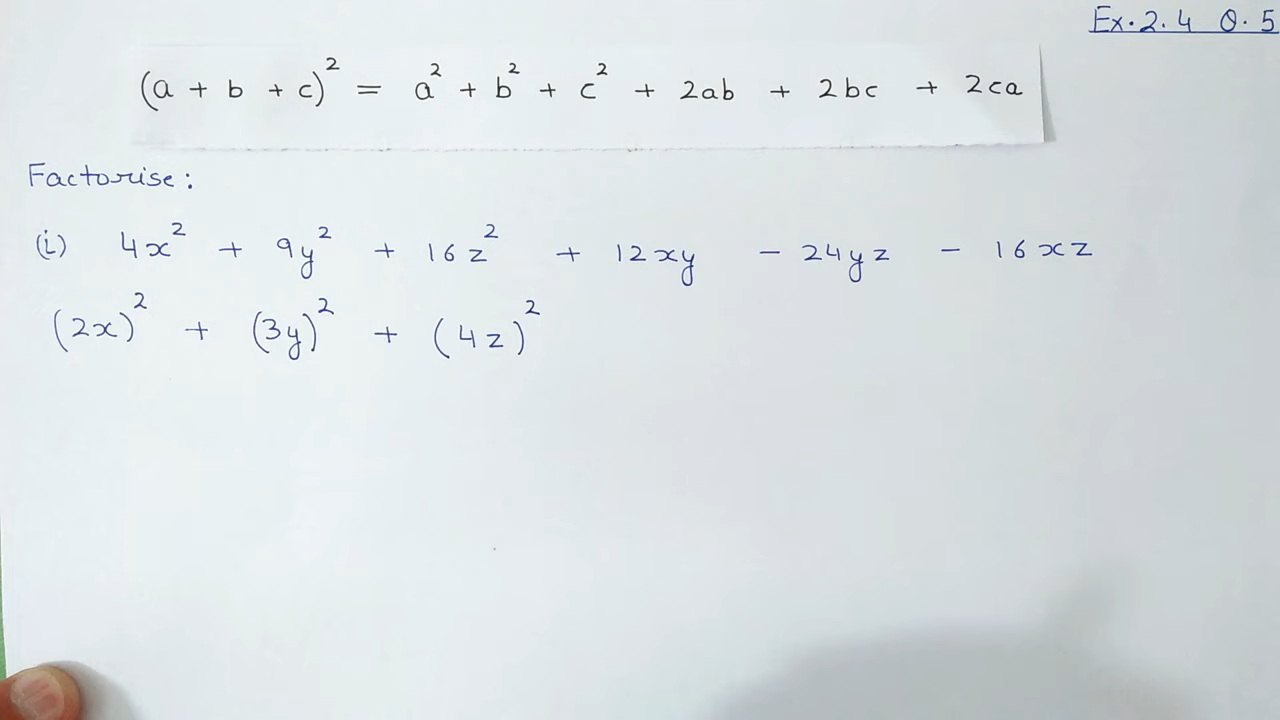 Ex. 2.4 Q. 5
(a + b + c)² = a² + b² + c² + 2ab + 2bc + 2ca
Factorise:
(i) 4x² + 9y² + 16z² + 12xy - 24yz - 16xz
(2x)² + (3y)² + (4z)²